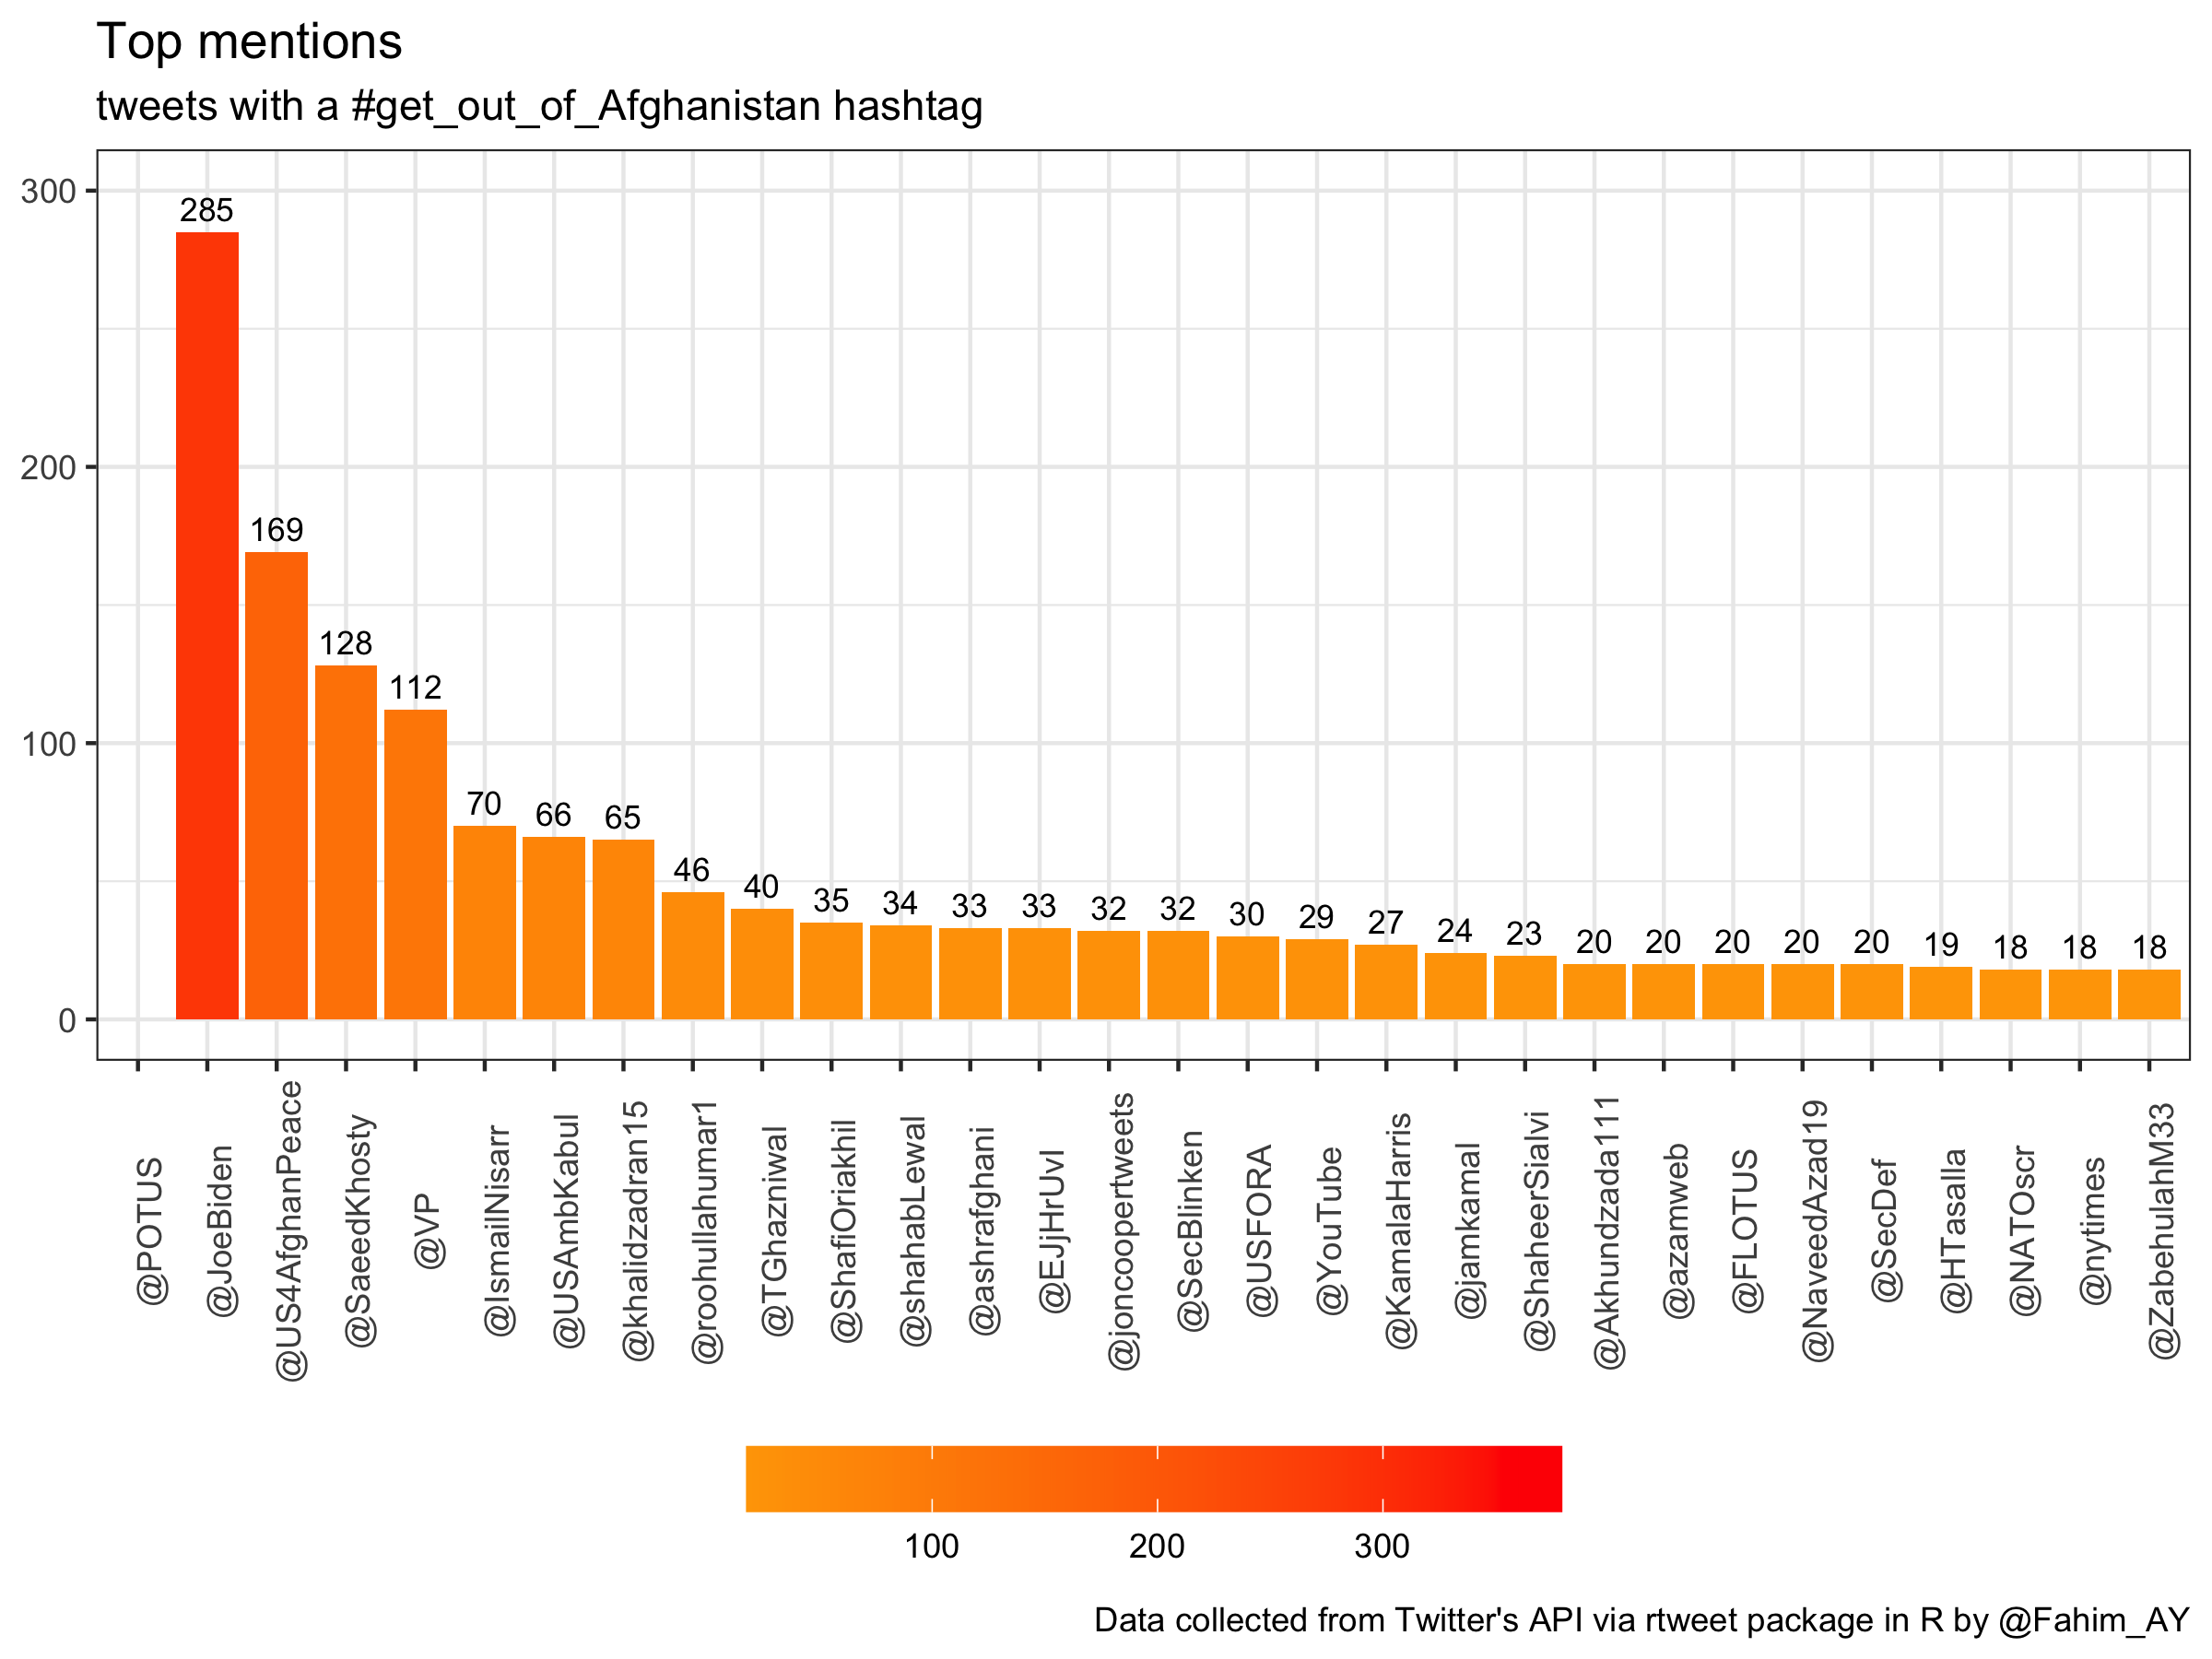 Top mentions
tweets with a #get_out_of_Afghanistan hashtag
300
200
100
0
285
169
128
112
70
66
65
46
40
35
34
33
33
32
32
30
29
27
24
23
20
20
20
20
20
19
18
18
18
@POTUS
@JoeBiden
@US4AfghanPeace
@SaeedKhosty
@VP
@IsmailNisarr
@USAmbKabul
@khalidzadran15
@roohullahumar1
@TGhazniwal
@ShafiOriakhil
@shahabLewal
@ashrafghani
@EJjHrUvI
@joncoopertweets
@SecBlinken
@USFORA
@YouTube
@KamalaHarris
@jamkamal
@ShaheerSialvi
@Akhundzada111
@azzamweb
@FLOTUS
@NaveedAzad19
@SecDef
@HTasalla
@NATOscr
@nytimes
@ZabehulahM33
100
200
300
Data collected from Twitter's API via rtweet package in R by @Fahim_AY